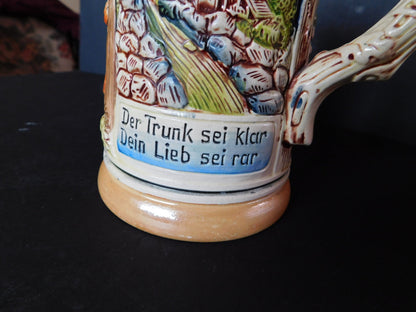 Der Trunk sei klar
Dein Lieb sei rar